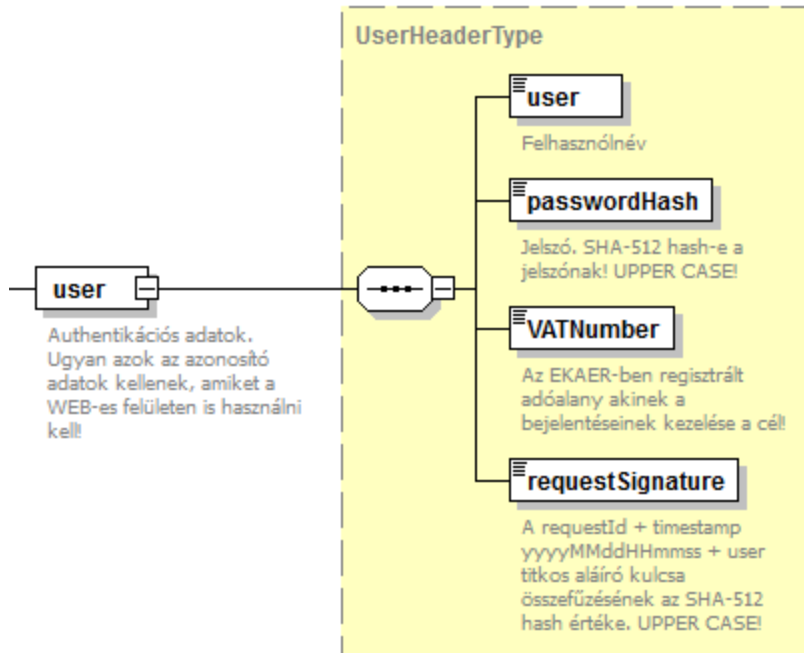 UserHeaderType
user
Felhasználnév
passwordHash
Jelszó. SHA-512 hash-e a
jelszónak! UPPER CASE!
user
Authentikációs adatok.
Ugyan azok az azonosító
adatok kellenek, amiket a
WEB-es felületen is használni
kell!
VATNumber
Az EKAER-ben regisztrált
adóalany akinek a
bejelentéseinek kezelése a cél!
requestSignature
A requestId + timestamp
yyyyMMddHHmmss + user
titkos aláíró kulcsa
összefűzésének az SHA-512
hash értéke. UPPER CASE!